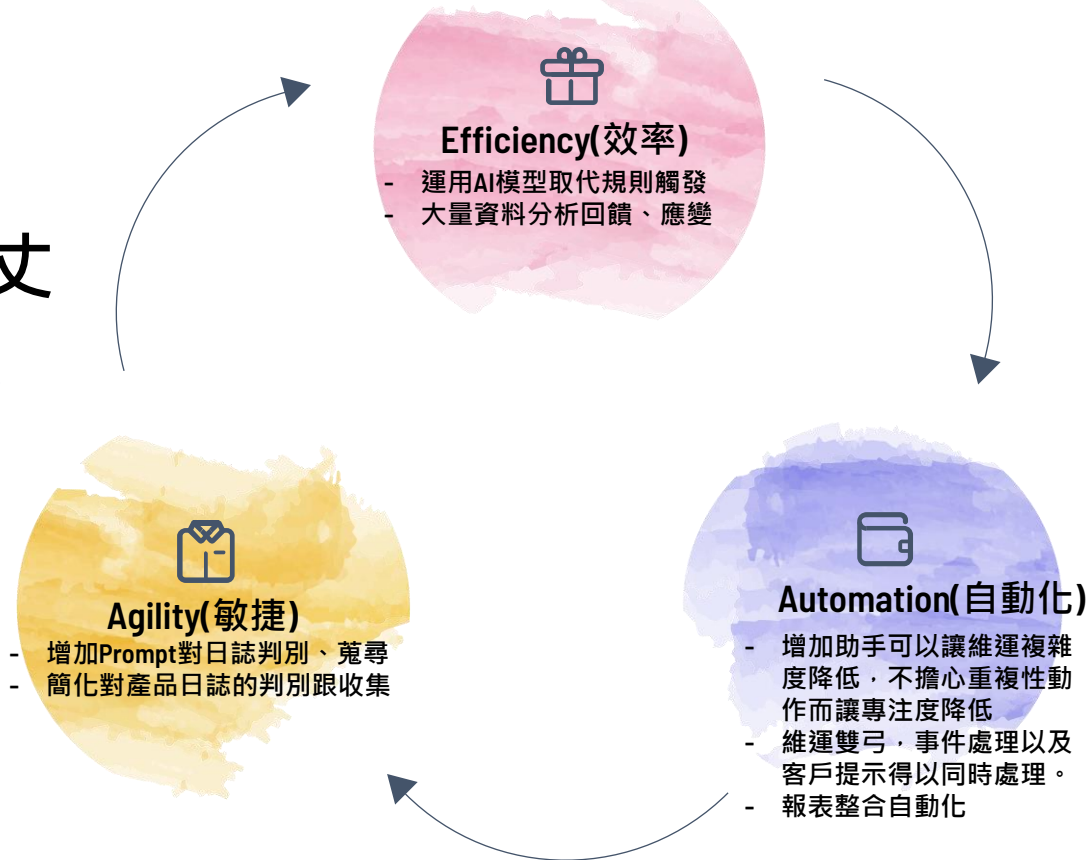 Efficiency(效率)
- 運用AI模型取代規則觸發
- 大量資料分析回饋、應變
Agility(敏捷)
- 增加Prompt對日誌判別、蒐尋
- 簡化對產品日誌的判別跟收集
Automation(自動化)
- 增加助手可以讓維運複雜
度降低，不擔心重複性動
作而讓專注度降低
- 維運雙弓，事件處理以及
客戶提示得以同時處理。
- 報表整合自動化